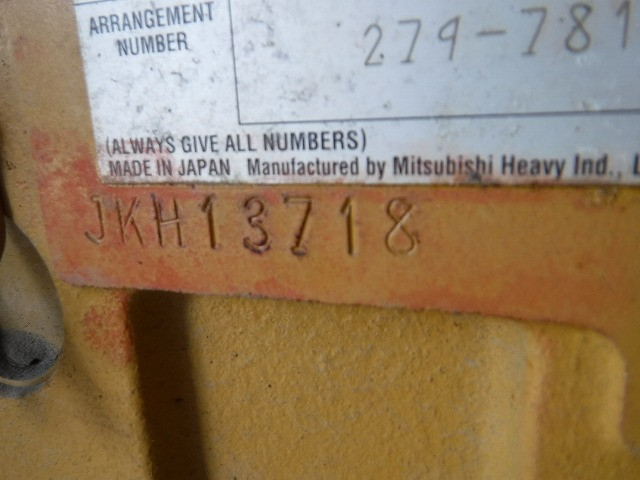 ARRANGEMENT
NUMBER
279-781
(ALWAYS GIVE ALL NUMBERS)
MADE IN JAPAN Manufactured by Mitsubishi Heavy Ind., L
JKH13718